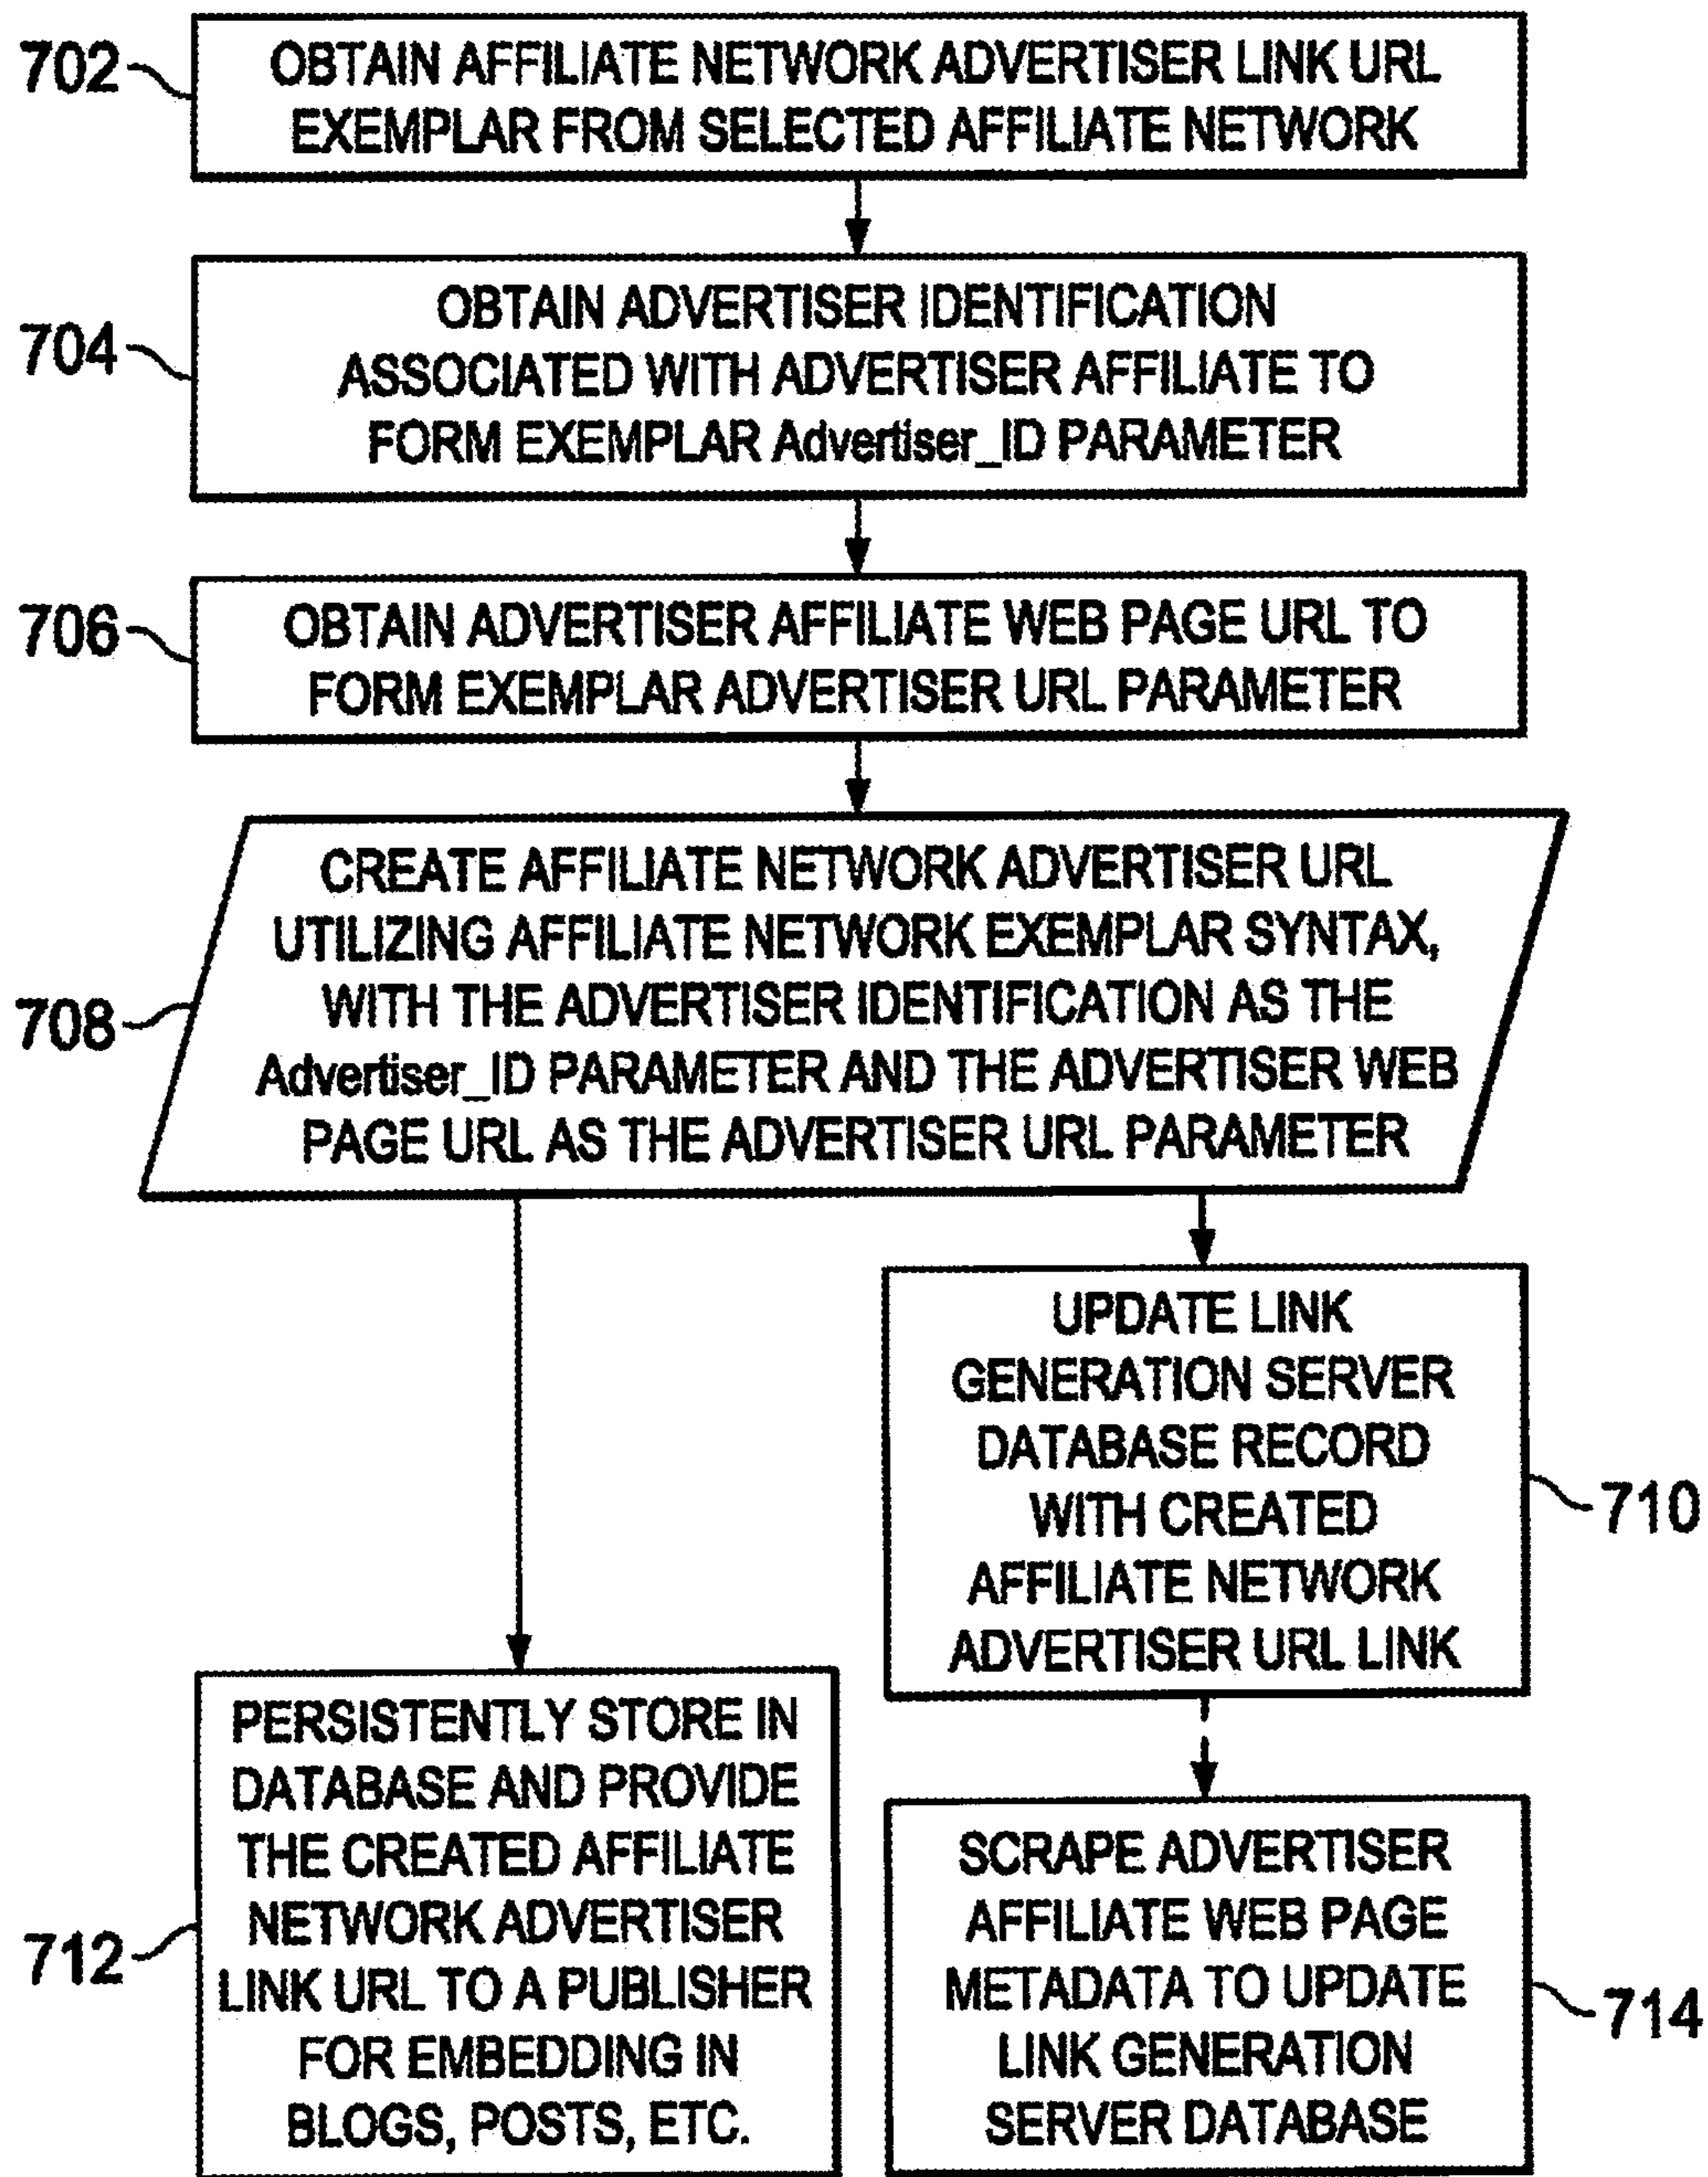 702
OBTAIN AFFILIATE NETWORK ADVERTISER LINK URL
EXEMPLAR FROM SELECTED AFFILIATE NETWORK
704
OBTAIN ADVERTISER IDENTIFICATION
ASSOCIATED WITH ADVERTISER AFFILIATE TO
FORM EXEMPLAR Advertiser_ID PARAMETER
706
OBTAIN ADVERTISER AFFILIATE WEB PAGE URL TO
FORM EXEMPLAR ADVERTISER URL PARAMETER
708
CREATE AFFILIATE NETWORK ADVERTISER URL
UTILIZING AFFILIATE NETWORK EXEMPLAR SYNTAX,
WITH THE ADVERTISER IDENTIFICATION AS THE
Advertiser_ID PARAMETER AND THE ADVERTISER WEB
PAGE URL AS THE ADVERTISER URL PARAMETER
UPDATE LINK
GENERATION SERVER
DATABASE RECORD
WITH CREATED
AFFILIATE NETWORK
ADVERTISER URL LINK
710
712
PERSISTENTLY STORE IN
DATABASE AND PROVIDE
THE CREATED AFFILIATE
NETWORK ADVERTISER
LINK URL TO A PUBLISHER
FOR EMBEDDING IN
BLOGS, POSTS, ETC.
SCRAPE ADVERTISER
AFFILIATE WEB PAGE
METADATA TO UPDATE
LINK GENERATION
SERVER DATABASE
714